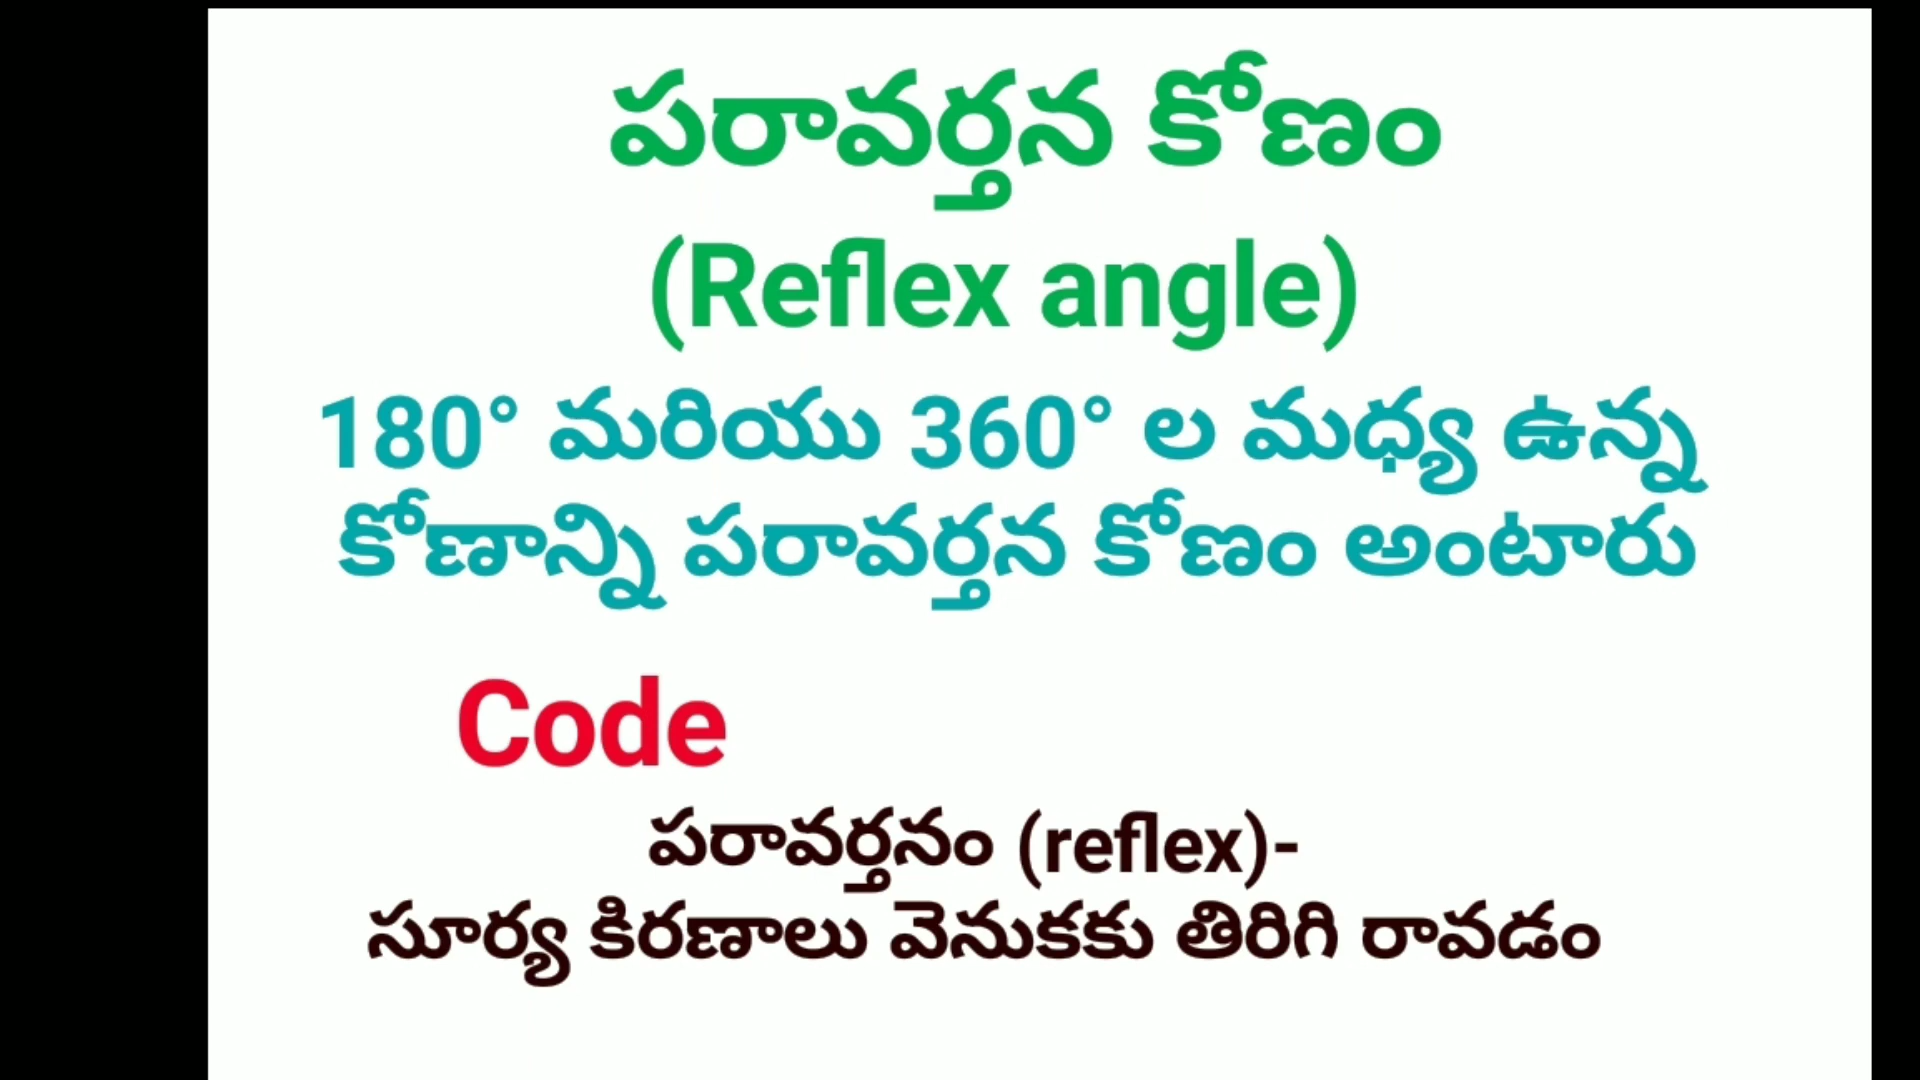 పరావర్తన కోణం
(Reflex angle)
180° మరియు 360° ల మధ్య ఉన్న
కోణాన్ని పరావర్తన కోణం అంటారు
Code
పరావర్తనం (reflex)-
సూర్య కిరణాలు వెనుకకు తిరిగి రావడం